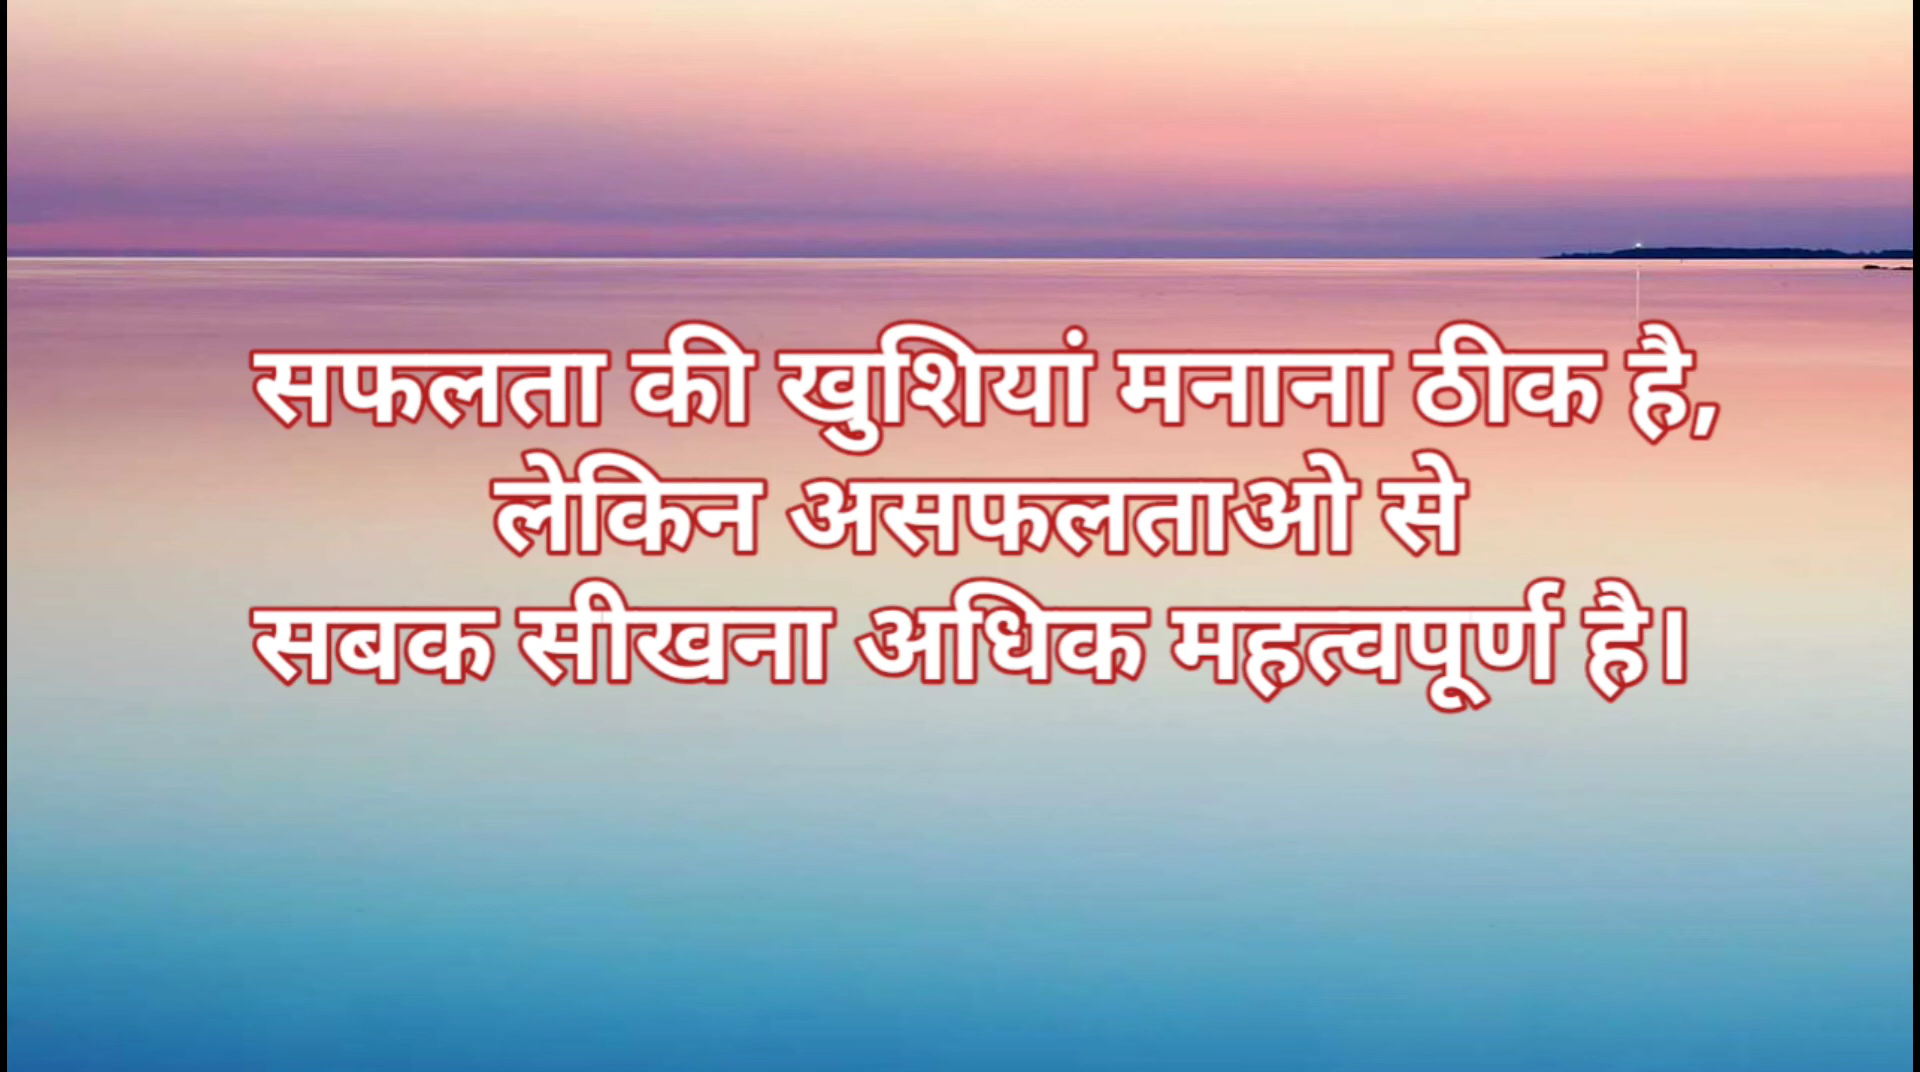 सफलता की खुशियां मनाना ठीक है,
लेकिन असफलताओ से
सबक सीखना अधिक महत्वपूर्ण है।